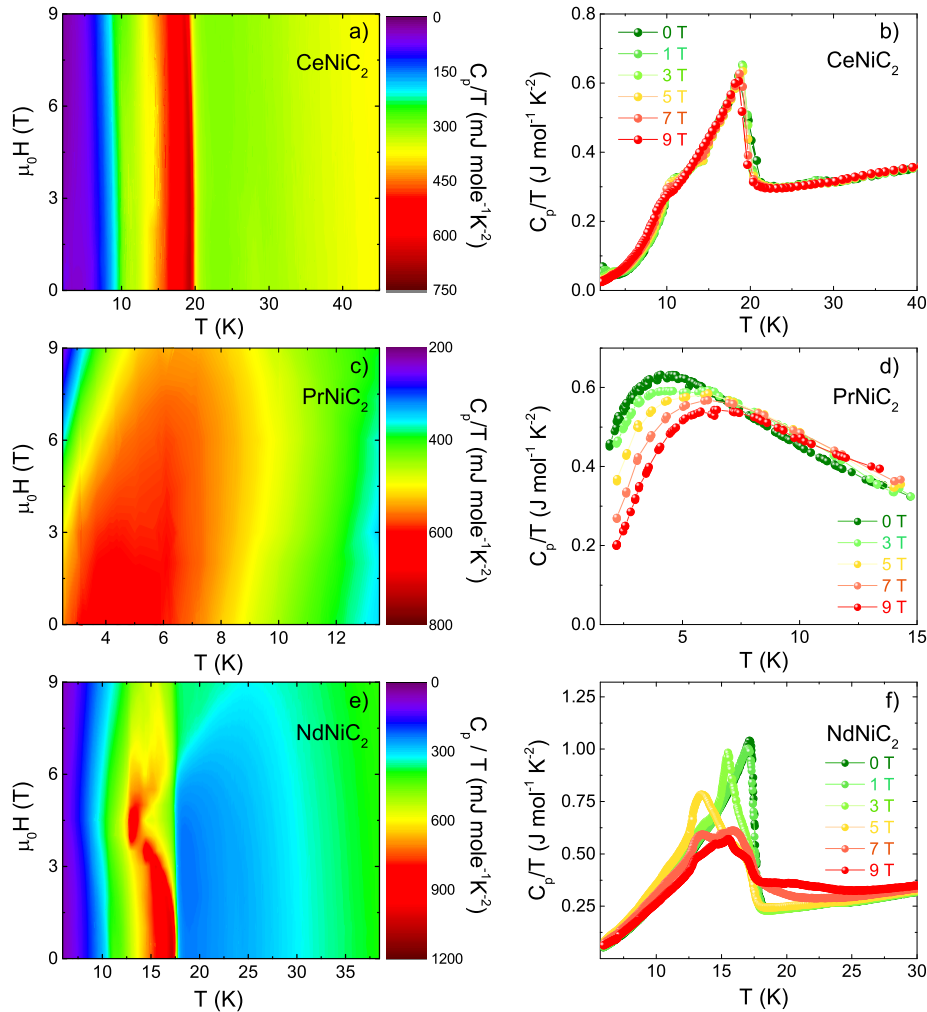 a)
CeNiC2
μ0H (T)
9
6
3
0
10
20
30
40
T (K)
0
150
300
450
600
750
Cp/T (mJ mole-1K-2)
b)
CeNiC2
0 T
1 T
3 T
5 T
7 T
9 T
Cp/T (J mol-1 K-2)
0.8
0.6
0.4
0.2
0.0
0
10
20
30
40
T (K)
c)
PrNiC2
μ0H (T)
9
6
3
0
4
6
8
10
12
T (K)
200
400
600
800
Cp/T (mJ mole-1K-2)
d)
PrNiC2
0 T
3 T
5 T
7 T
9 T
Cp/T (J mol-1 K-2)
0.6
0.4
0.2
0.0
5
10
15
T (K)
e)
NdNiC2
μ0H (T)
9
6
3
0
10
15
20
25
30
35
T (K)
0
300
600
900
1200
Cp / T (mJ mole-1K-2)
f)
NdNiC2
0 T
1 T
3 T
5 T
7 T
9 T
Cp/T (J mol-1 K-2)
1.25
1.00
0.75
0.50
0.25
10
15
20
25
30
T (K)